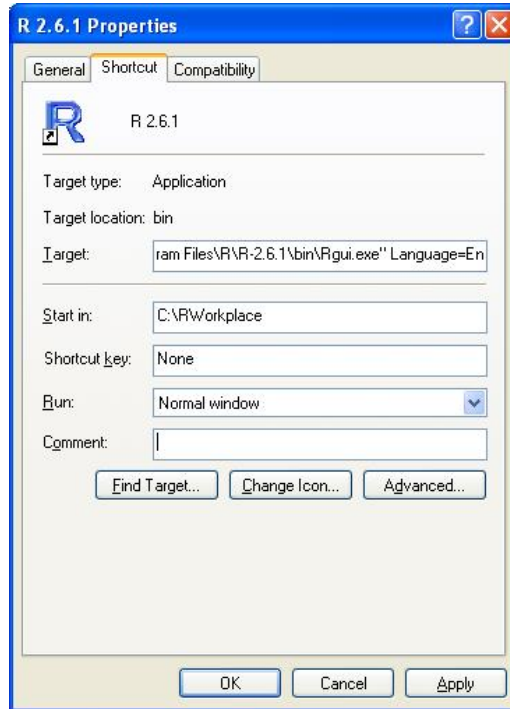 R 2.6.1 Properties
General Shortcut Compatibility
R 2.6.1
Target type: Application
Target location: bin
Target: ram Files\R\R-2.6.1\bin\Rgui.exe" Language=En
Start in: C:\RWorkplace
Shortcut key: None
Run: Normal window
Comment:
Find Target... Change Icon... Advanced...
OK Cancel Apply